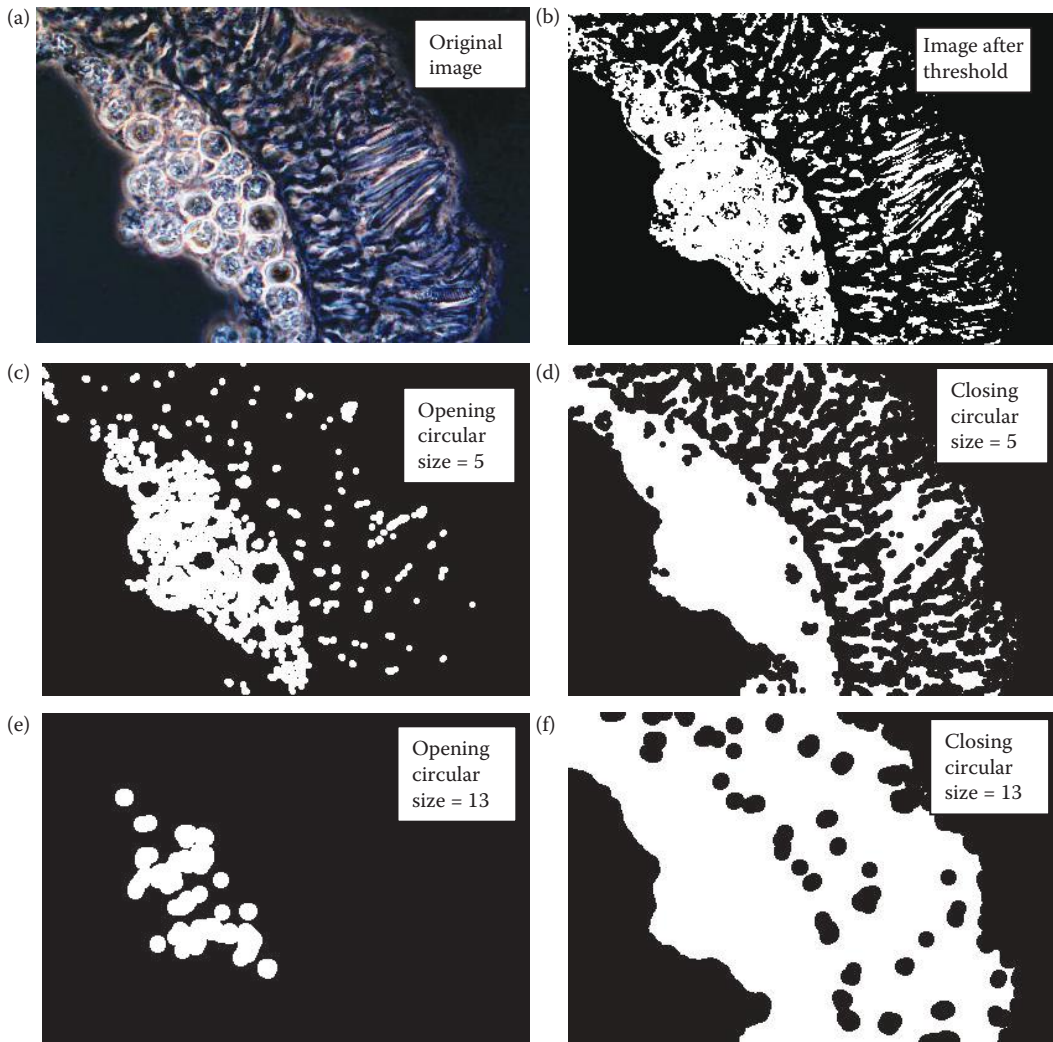 (a)
Original
image
(b)
Image after
threshold
(c)
Opening
circular
size = 5
(d)
Closing
circular
size = 5
(e)
Opening
circular
size = 13
(f)
Closing
circular
size = 13